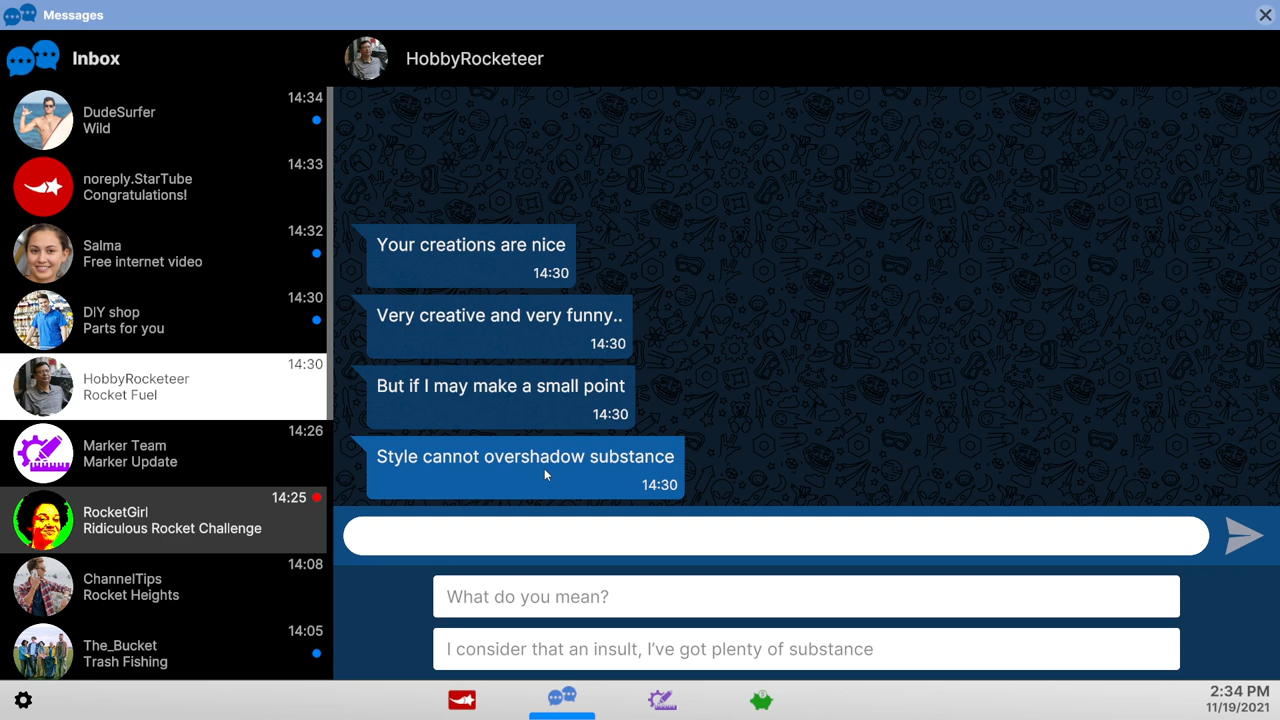 Messages
Inbox
HobbyRocketeer
14:34
DudeSurfer
Wild
14:33
noreply.StarTube
Congratulations!
14:32
Salma
Free internet video
14:30
DIY shop
Parts for you
14:30
HobbyRocketeer
Rocket Fuel
14:26
Marker Team
Marker Update
14:25
RocketGirl
Ridiculous Rocket Challenge
14:08
ChannelTips
Rocket Heights
14:05
The_Bucket
Trash Fishing
Your creations are nice
14:30
Very creative and very funny..
14:30
But if I may make a small point
14:30
Style cannot overshadow substance
14:30
What do you mean?
I consider that an insult, I've got plenty of substance
2:34 PM
11/19/2021